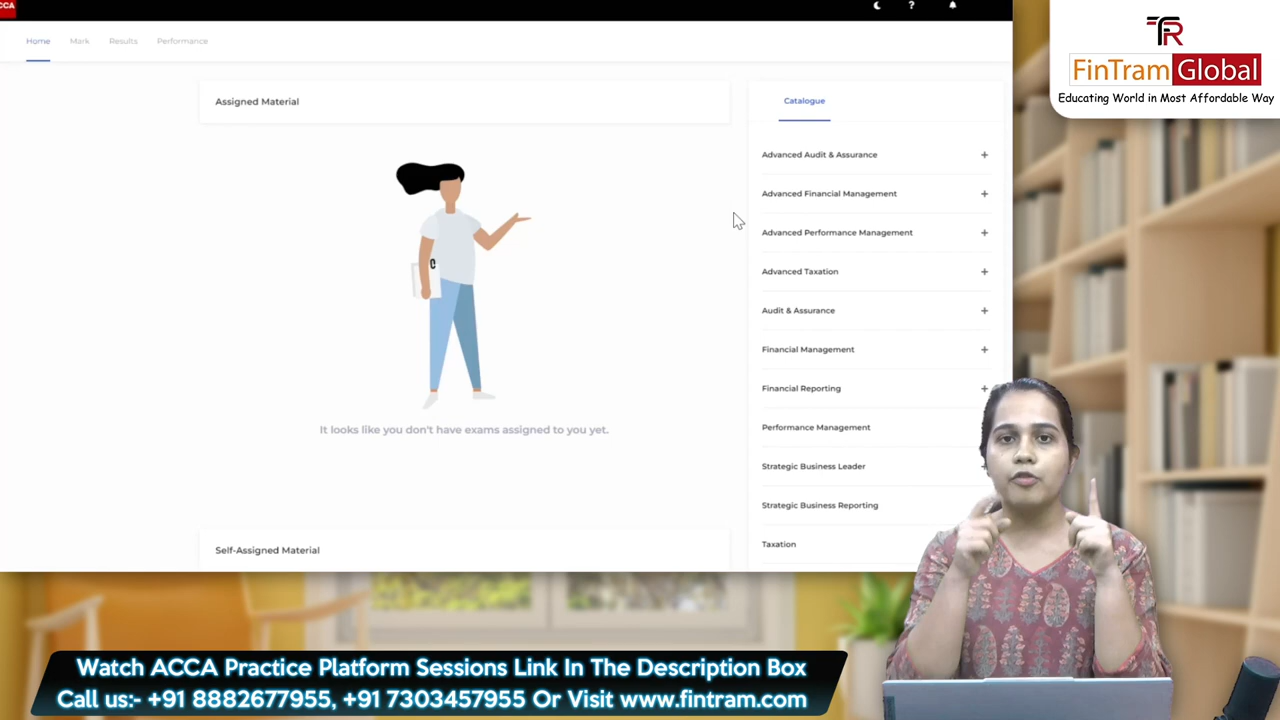 CCA
Home Mark Results Performance
Assigned Material
It looks like you don't have exams assigned to you yet.
Self-Assigned Material
Catalogue
Advanced Audit & Assurance
Advanced Financial Management
Advanced Performance Management
Advanced Taxation
Audit & Assurance
Financial Management
Financial Reporting
Performance Management
Strategic Business Leader
Strategic Business Reporting
Taxation
FinTram Global
Educating World in Most Affordable Way
Watch ACCA Practice Platform Sessions Link In The Description Box
Call us:- +91 8882677955, +91 7303457955 Or Visit www.fintram.com